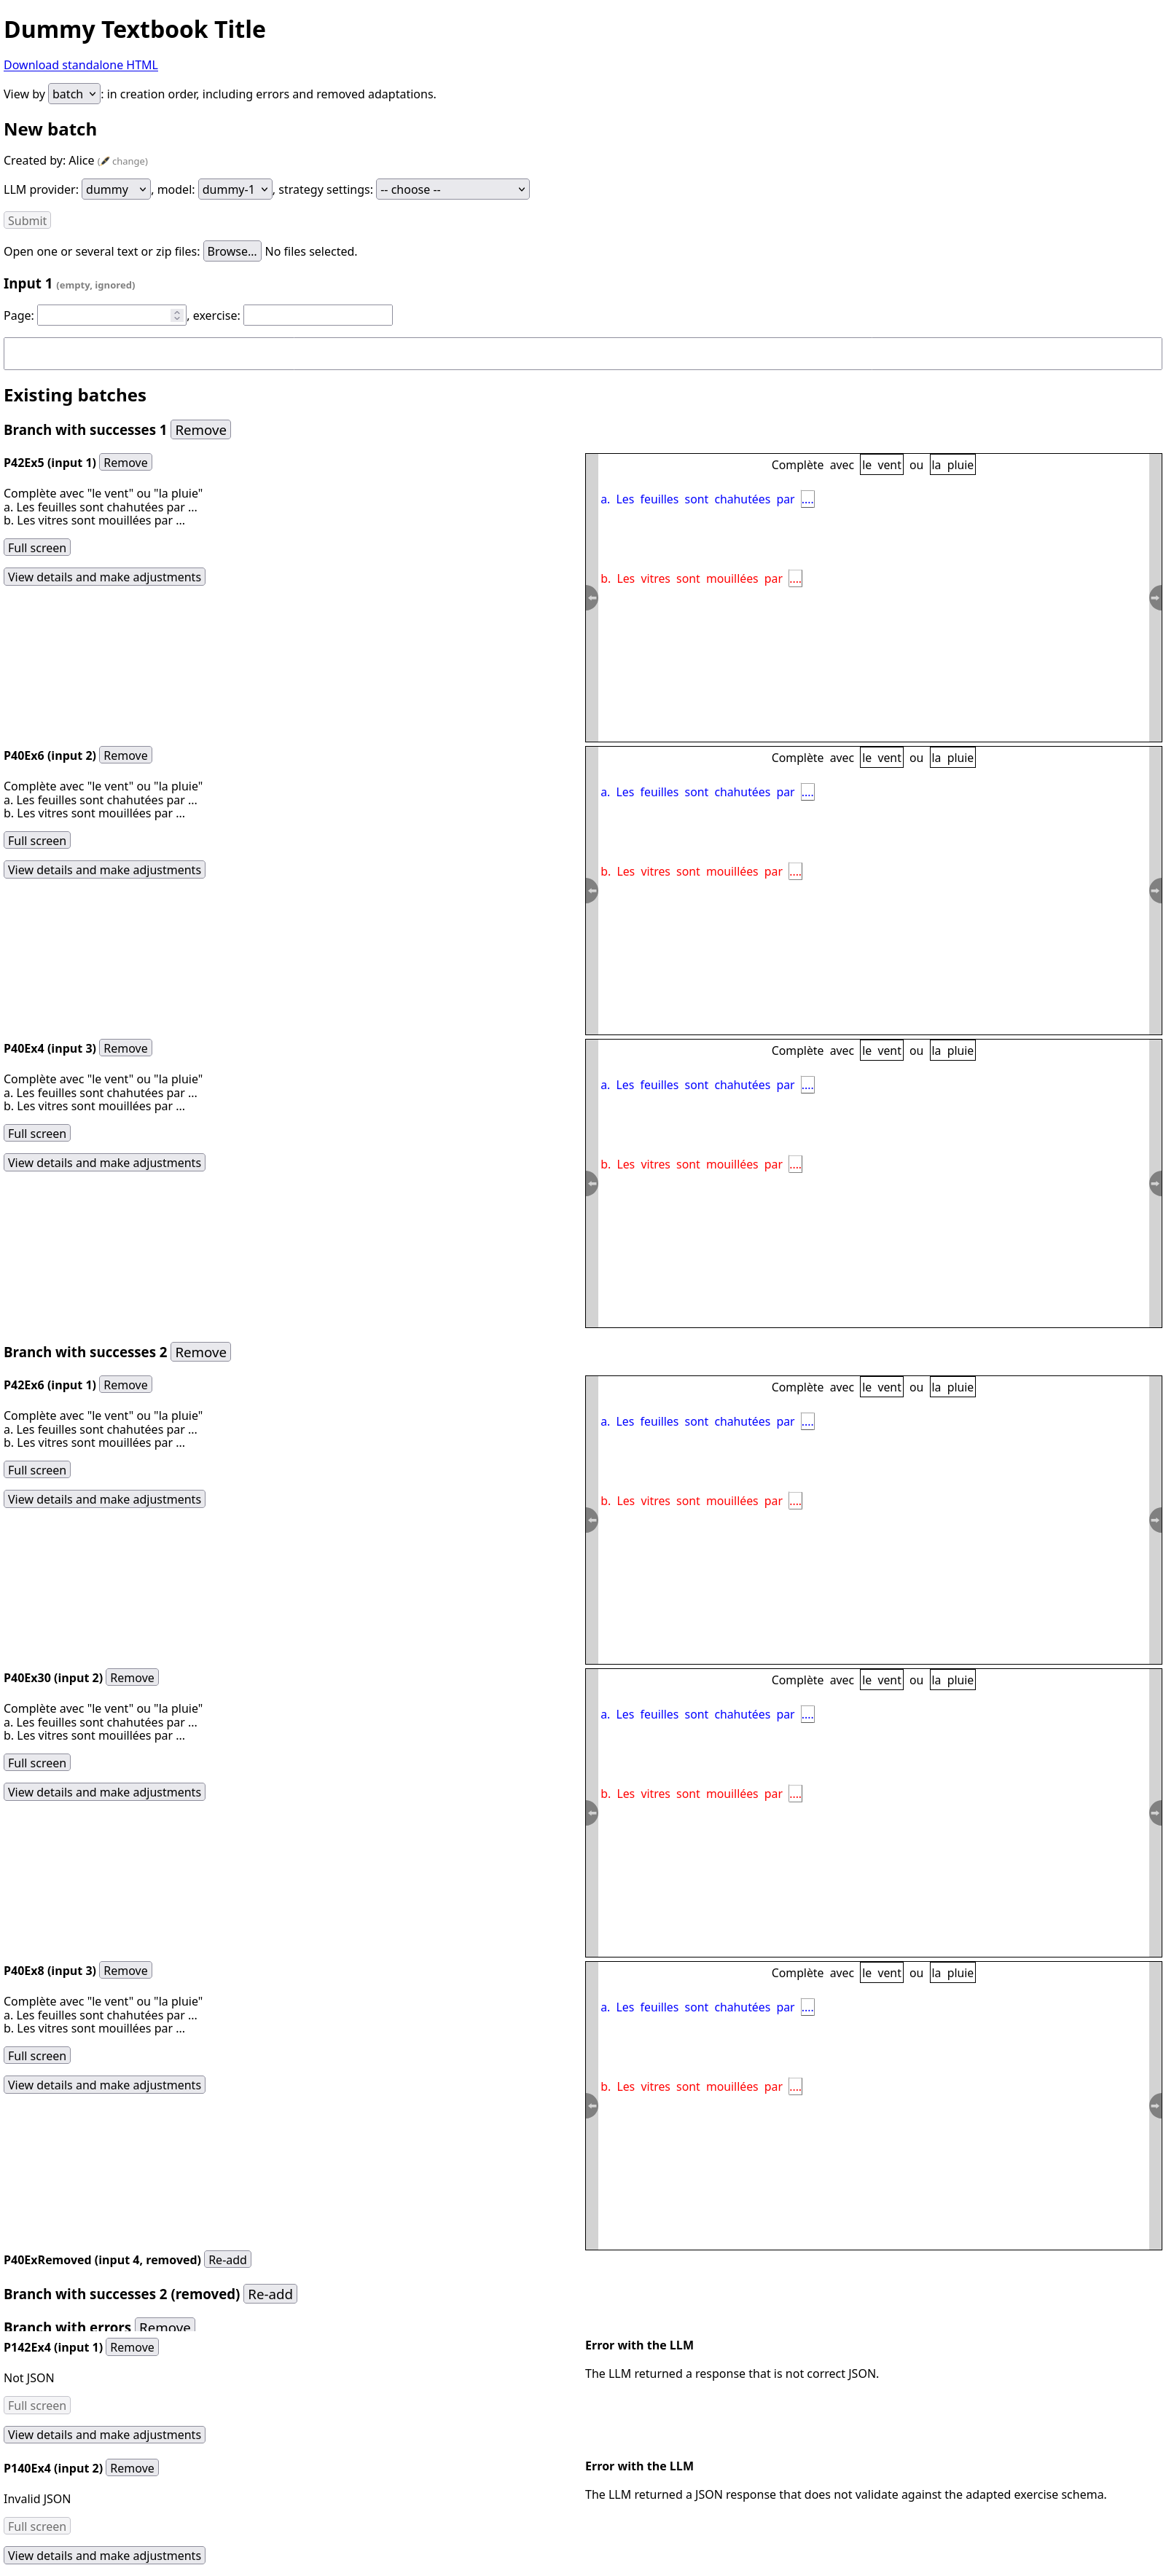 Dummy Textbook Title
Download standalone HTML
View by batch : in creation order, including errors and removed adaptations.
New batch
Created by: Alice (🖊 change)
LLM provider: dummy , model: dummy-1 , strategy settings: -- choose --
Submit
Open one or several text or zip files: Browse... No files selected.
Input 1 (empty, ignored)
Page: , exercise:
Existing batches
Branch with successes 1 Remove
P42Ex5 (input 1) Remove
Complète avec "le vent" ou "la pluie"
a. Les feuilles sont chahutées par ...
b. Les vitres sont mouillées par ...
Full screen
View details and make adjustments
Complète avec le vent ou la pluie
a. Les feuilles sont chahutées par ....
b. Les vitres sont mouillées par ....
P40Ex6 (input 2) Remove
Complète avec "le vent" ou "la pluie"
a. Les feuilles sont chahutées par ...
b. Les vitres sont mouillées par ...
Full screen
View details and make adjustments
Complète avec le vent ou la pluie
a. Les feuilles sont chahutées par ....
b. Les vitres sont mouillées par ....
P40Ex4 (input 3) Remove
Complète avec "le vent" ou "la pluie"
a. Les feuilles sont chahutées par ...
b. Les vitres sont mouillées par ...
Full screen
View details and make adjustments
Complète avec le vent ou la pluie
a. Les feuilles sont chahutées par ....
b. Les vitres sont mouillées par ....
Branch with successes 2 Remove
P42Ex6 (input 1) Remove
Complète avec "le vent" ou "la pluie"
a. Les feuilles sont chahutées par ...
b. Les vitres sont mouillées par ...
Full screen
View details and make adjustments
Complète avec le vent ou la pluie
a. Les feuilles sont chahutées par ....
b. Les vitres sont mouillées par ....
P40Ex30 (input 2) Remove
Complète avec "le vent" ou "la pluie"
a. Les feuilles sont chahutées par ...
b. Les vitres sont mouillées par ...
Full screen
View details and make adjustments
Complète avec le vent ou la pluie
a. Les feuilles sont chahutées par ....
b. Les vitres sont mouillées par ....
P40Ex8 (input 3) Remove
Complète avec "le vent" ou "la pluie"
a. Les feuilles sont chahutées par ...
b. Les vitres sont mouillées par ...
Full screen
View details and make adjustments
Complète avec le vent ou la pluie
a. Les feuilles sont chahutées par ....
b. Les vitres sont mouillées par ....
P40ExRemoved (input 4, removed) Re-add
Branch with successes 2 (removed) Re-add
Branch with errors Remove
P142Ex4 (input 1) Remove
Not JSON
Full screen
View details and make adjustments
Error with the LLM
The LLM returned a response that is not correct JSON.
P140Ex4 (input 2) Remove
Invalid JSON
Full screen
View details and make adjustments
Error with the LLM
The LLM returned a JSON response that does not validate against the adapted exercise schema.